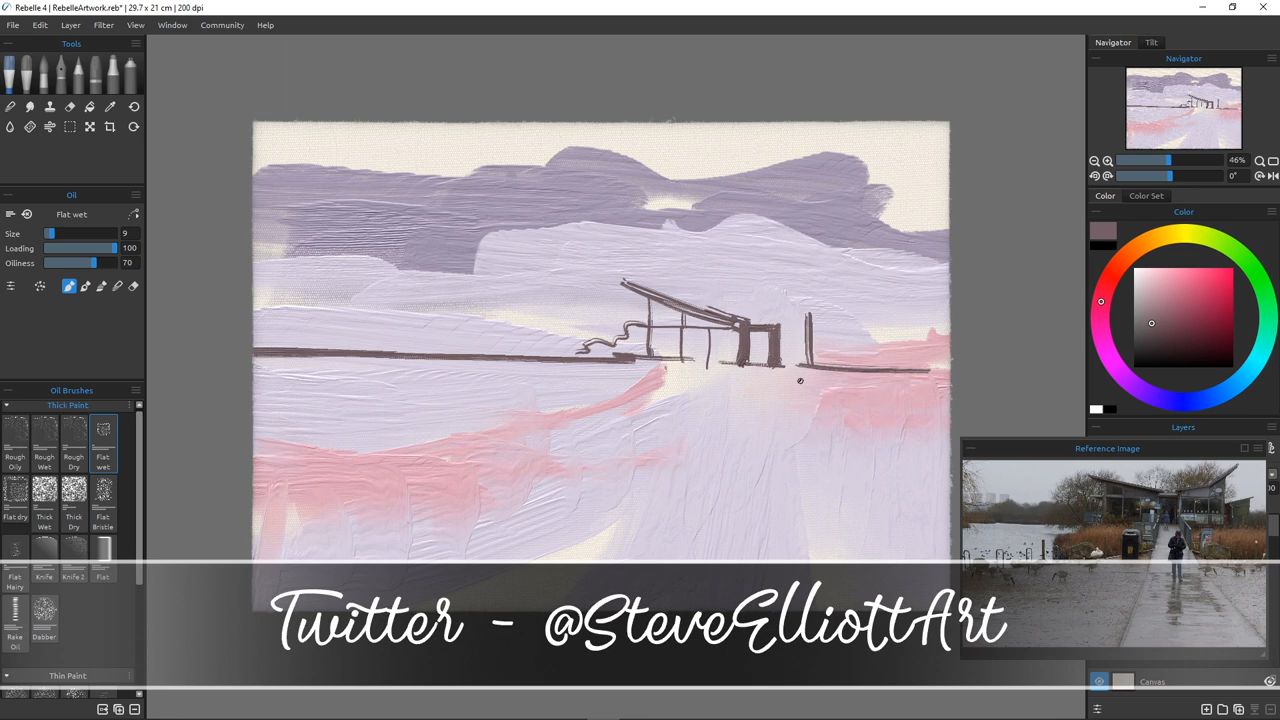 Rebelle 4 | RebelleArtwork.reb* | 29.7 x 21 cm | 200 dpi
File Edit Layer Filter View Window Community Help
Tools
Navigator Tilt
Navigator
46%
0°
Oil
Flat wet
Size 9
Loading 100
Oiliness 70
Color Color Set
Color
Oil Brushes
Thick Paint
Rough Oily
Rough Wet
Rough Dry
Flat wet
Flat dry
Thick Wet
Thick Dry
Flat Bristle
Flat Hairy
Knife
Knife 2
Flat
Rake Oil
Dabber
Thin Paint
Layers
Reference Image
00
Canvas
Twitter - @SteveElliottArt